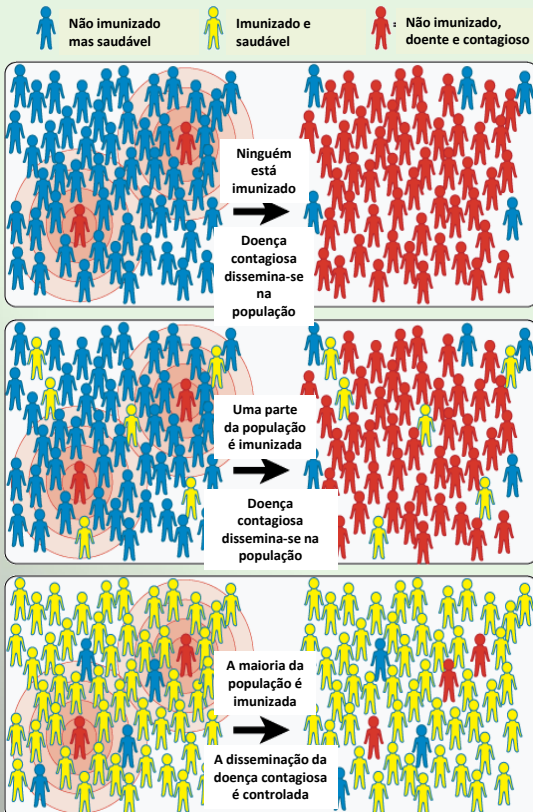 Não imunizado
mas saudável
Imunizado e
saudável
Não imunizado,
doente e contagioso
Ninguém
está
imunizado
Doença
contagiosa
dissemina-se
na
população
Uma parte
da população
é imunizada
Doença
contagiosa
dissemina-se na
população
A maioria da
população é
imunizada
A disseminação da
doença contagiosa
é controlada